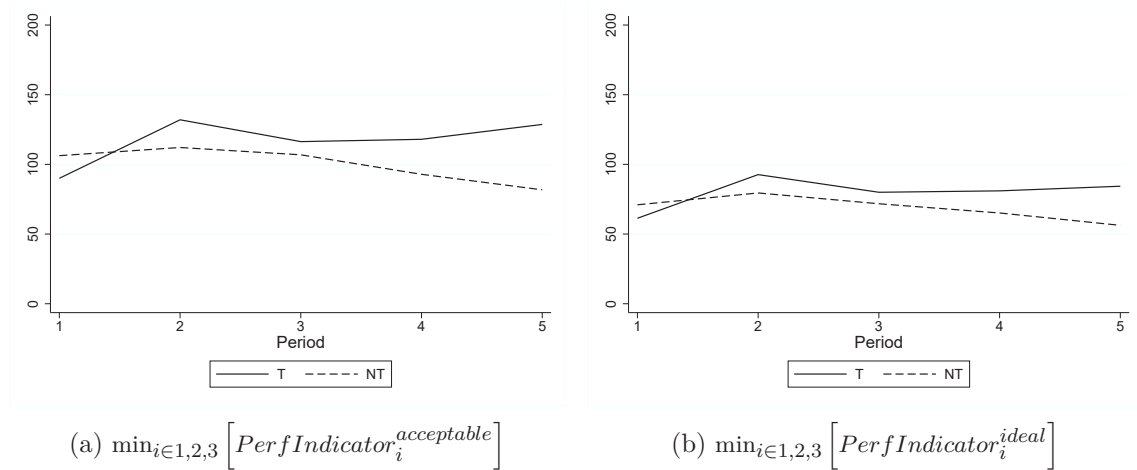 200
150
100
50
0
1 2 3 4 5
Period
T NT
(a) min_{i∈1,2,3} [PerfIndicator_i^{acceptable}]
200
150
100
50
0
1 2 3 4 5
Period
T NT
(b) min_{i∈1,2,3} [PerfIndicator_i^{ideal}]